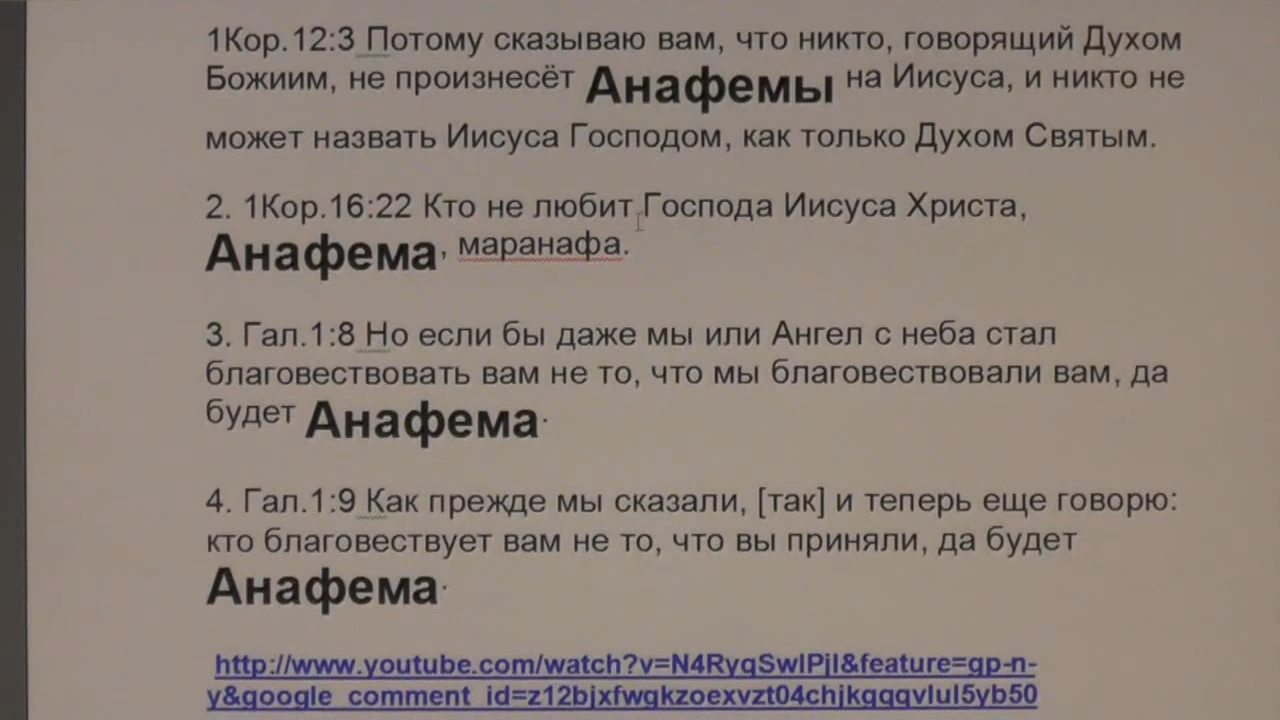 1Кор.12:3 Потому сказываю вам, что никто, говорящий Духом
Божиим, не произнесёт Анафемы на Иисуса, и никто не
может назвать Иисуса Господом, как только Духом Святым.
2. 1Кор.16:22 Кто не любит Господа Иисуса Христа,
Анафема, маранафа.
3. Гал.1:8 Но если бы даже мы или Ангел с неба стал
благовествовать вам не то, что мы благовествовали вам, да
будет Анафема.
4. Гал.1:9 Как прежде мы сказали, [так] и теперь еще говорю:
кто благовествует вам не то, что вы приняли, да будет
Анафема.
http://www.youtube.com/watch?v=N4RyqSwIPjI&feature=gp-n-
y&google_comment_id=z12bjxfwgkzoexvzt04chjkgqqvlul5yb50